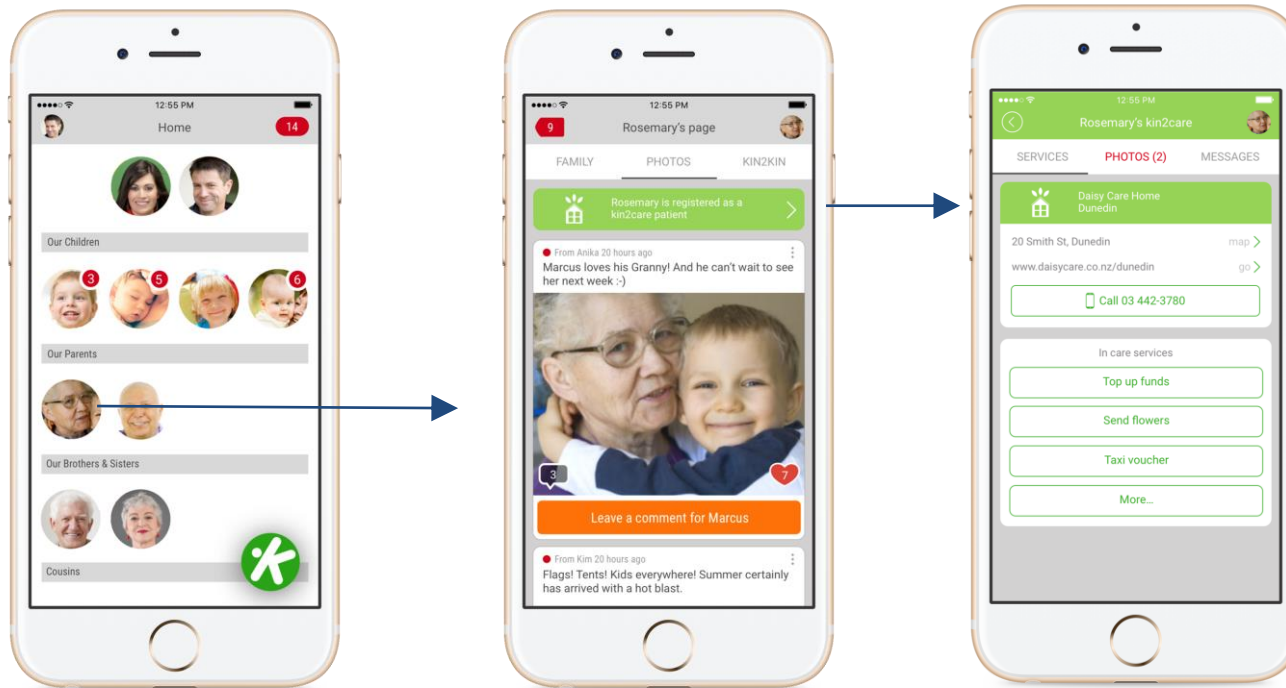 12:55 PM
Home
14
Our Children
3
5
6
Our Parents
Our Brothers & Sisters
Cousins
12:55 PM
9
Rosemary's page
FAMILY
PHOTOS
KIN2KIN
Rosemary is registered as a
kin2care patient
From Anika 20 hours ago
Marcus loves his Granny! And he can't wait to see
her next week :-)
3
7
Leave a comment for Marcus
From Kim 20 hours ago
Flags! Tents! Kids everywhere! Summer certainly
has arrived with a hot blast.
12:55 PM
Rosemary's kin2care
SERVICES
PHOTOS (2)
MESSAGES
Daisy Care Home
Dunedin
20 Smith St, Dunedin
map
www.daisycare.co.nz/dunedin
go
Call 03 442-3780
In care services
Top up funds
Send flowers
Taxi voucher
More...